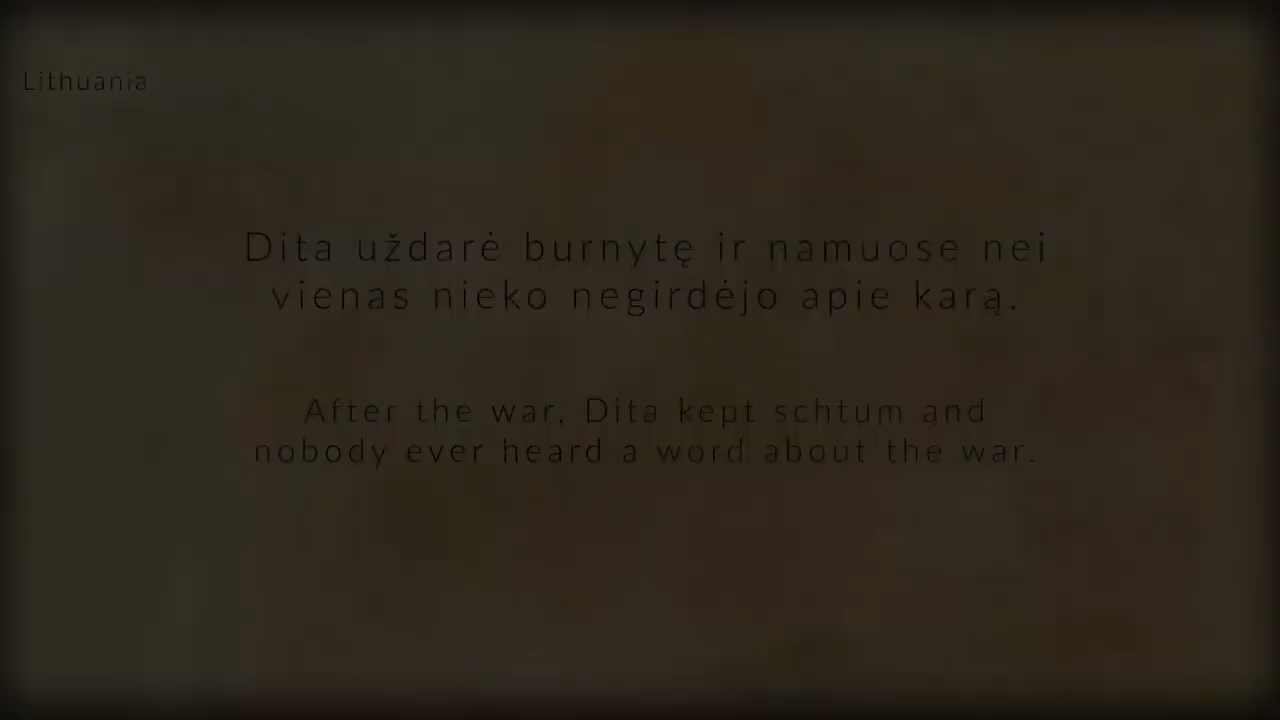 Lithuania
Dita uždarė burnytę ir namuose nei
vienas nieko negirdėjo apie karą.
After the war, Dita kept schtum and
nobody ever heard a word about the war.